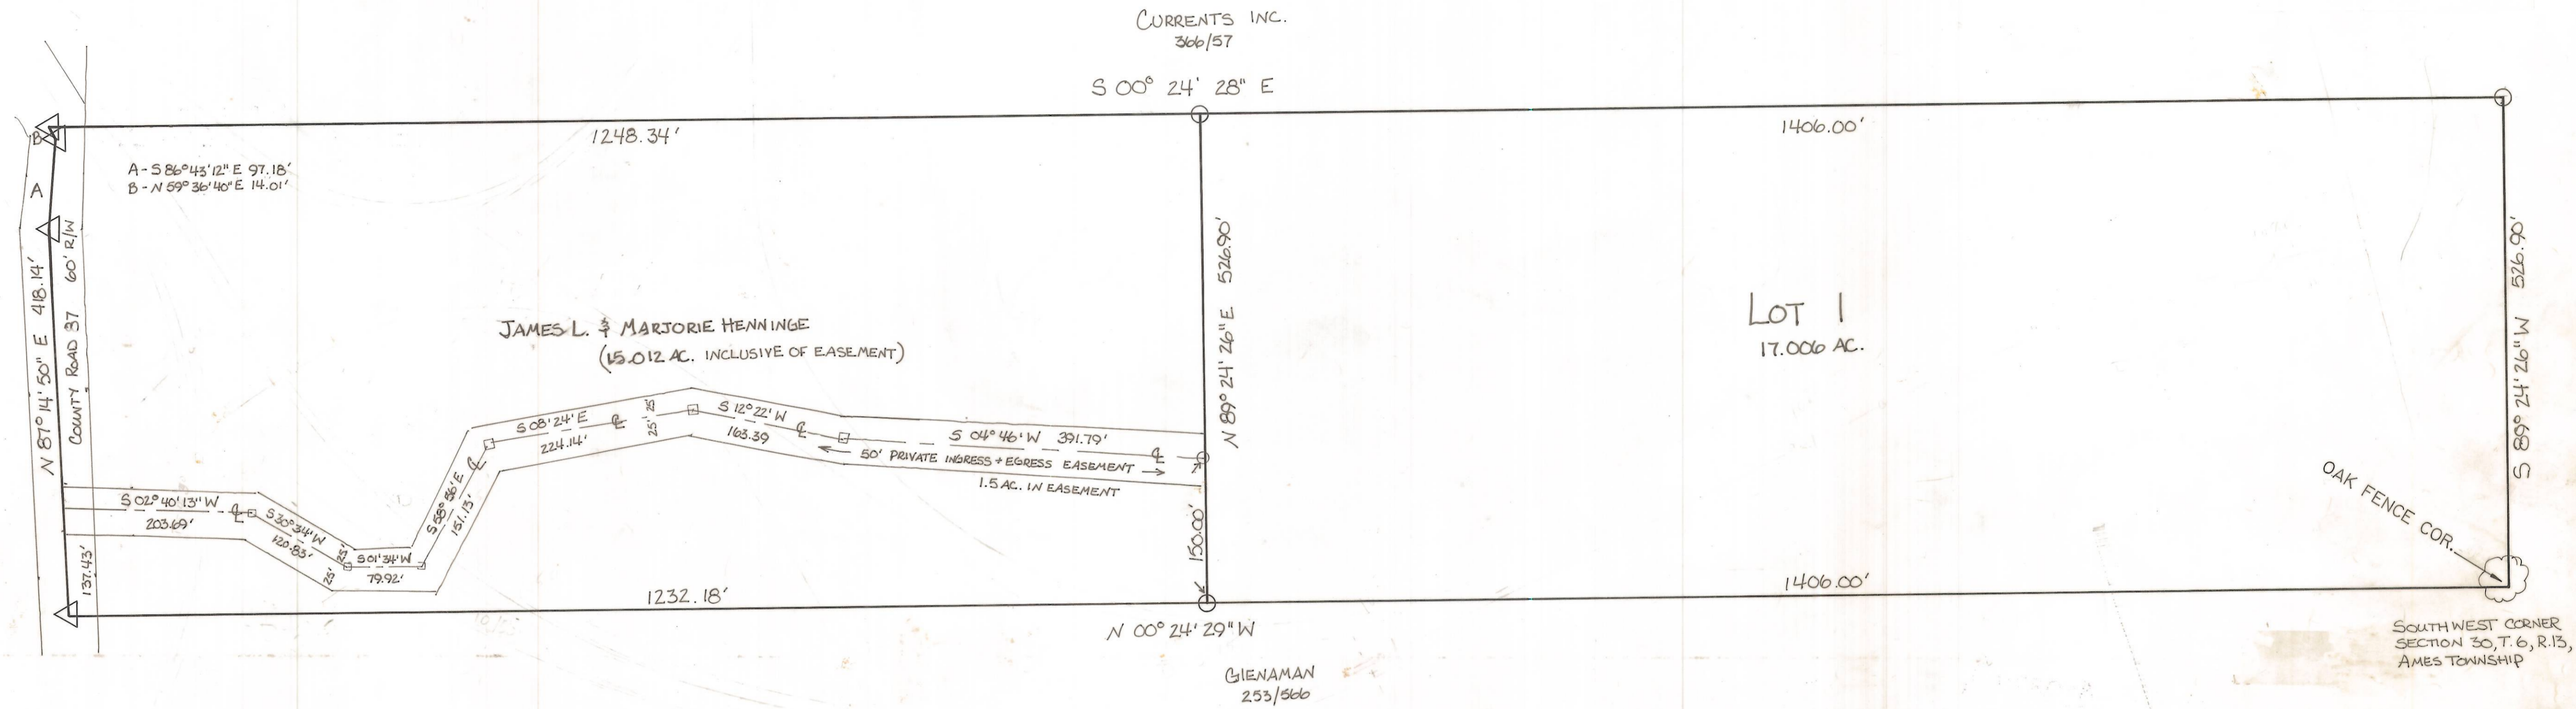 CURRENTS INC.
366/57
S 00° 24' 28" E
1248.34'
1406.00'
B
A
A - S 86° 43' 12" E 97.18'
B - N 59° 36' 40" E 14.01'
N 87° 14' 50" E 418.14'
COUNTY ROAD 37 60' R/W
JAMES L. & MARJORIE HENNINGE
(15.012 AC. INCLUSIVE OF EASEMENT)
N 89° 24' 26" E 526.90'
LOT 1
17.006 AC.
S 89° 24' 26" W 526.90'
S 02° 40' 13" W
203.69'
S 30° 34' W
120.83'
25'
25'
S 01° 34' W
79.92'
S 58° 56' E
151.13'
S 08° 24' E
224.14'
25' 25'
S 12° 22' W
163.39
S 04° 46' W 391.79'
50' PRIVATE INGRESS + EGRESS EASEMENT
1.5 AC. IN EASEMENT
150.00'
137.43'
OAK FENCE COR.
1232.18'
1406.00'
N 00° 24' 29" W
GLENAMAN
253/566
SOUTHWEST CORNER
SECTION 30, T. 6, R. 13,
AMES TOWNSHIP